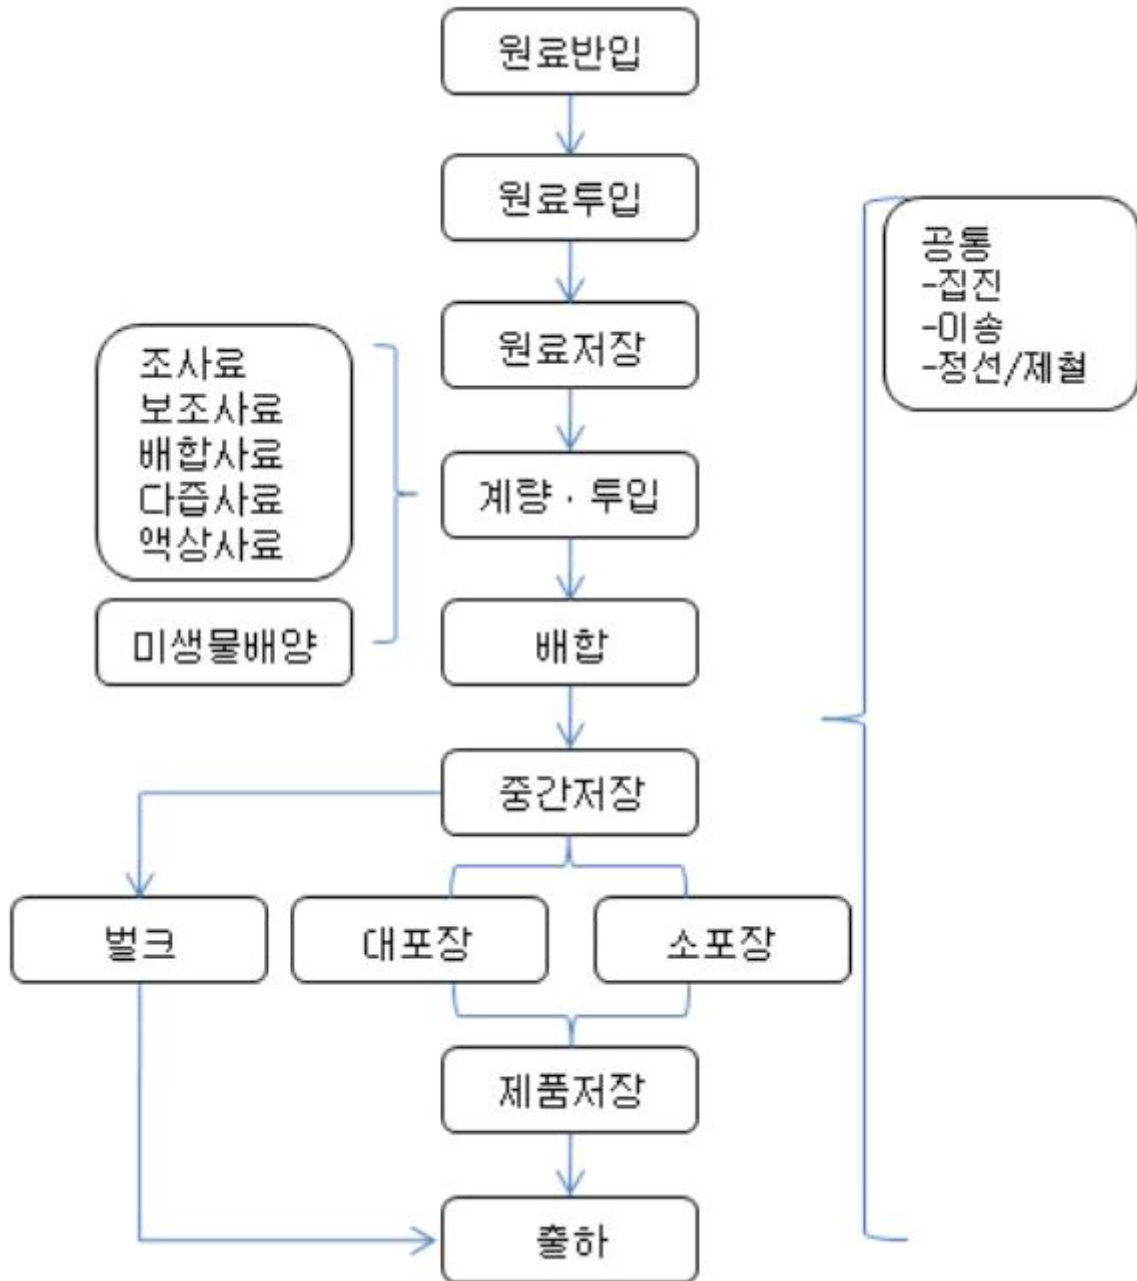 원료반입
원료투입
공통
-집진
-이송
-정선/제철
원료저장
조사료
보조사료
배합사료
다즙사료
액상사료
계량 · 투입
미생물배양
배합
중간저장
벌크
대포장
소포장
제품저장
출하